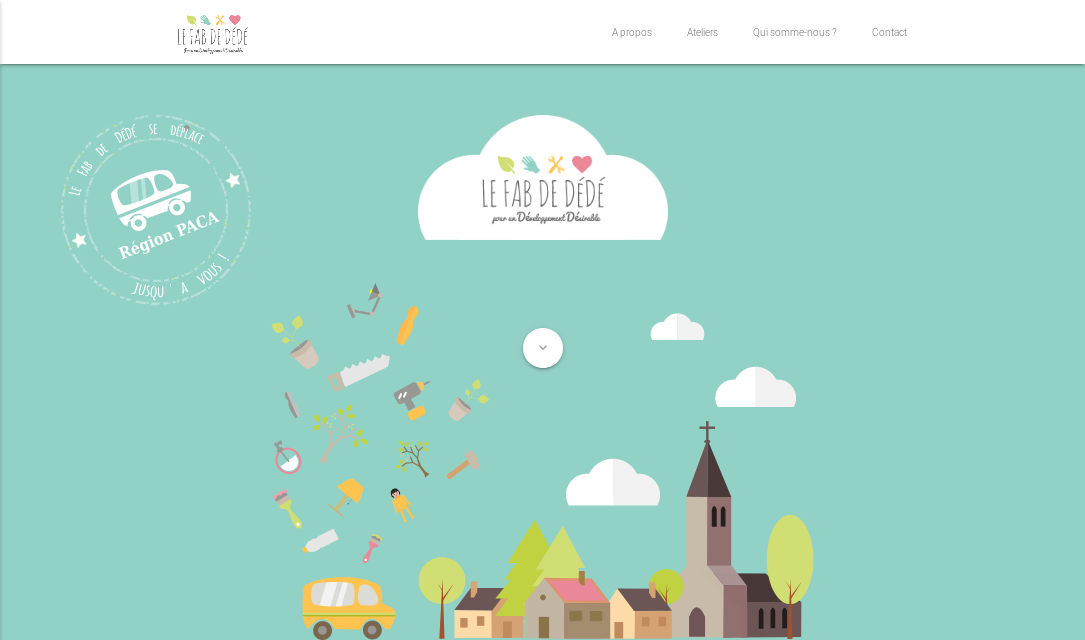 LE FAB DE DÉDÉ
pour un Développement Désirable
A propos
Ateliers
Qui somme-nous ?
Contact
LE FAB DE DÉDÉ SE DÉPLACE
Région PACA
JUSQU' A VOUS !
LE FAB DE DÉDÉ
pour un Développement Désirable